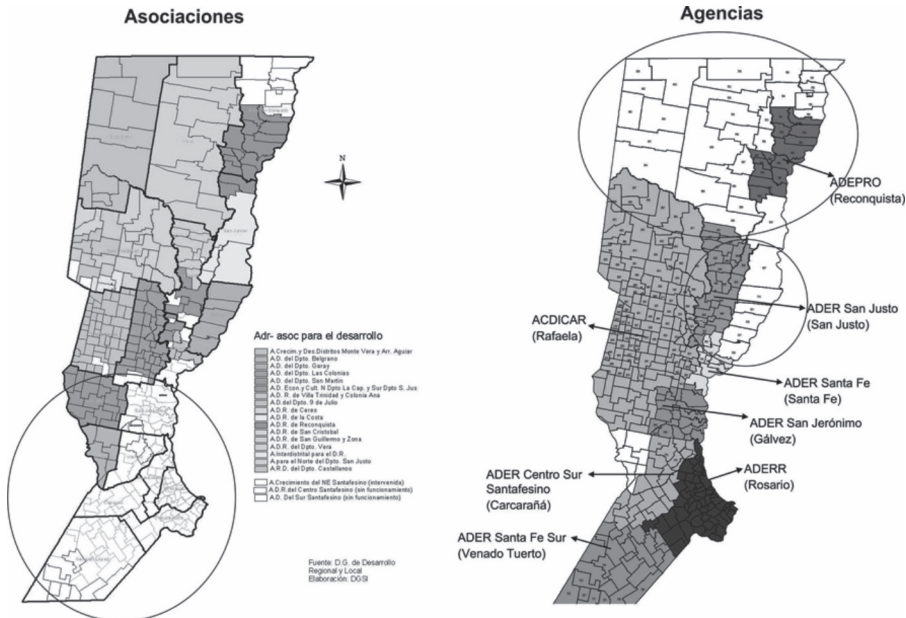 Asociaciones
N
Adr- asoc para el desarrollo
A.Crecim.y Des.Distritos Monte Vera y Arr. Aguiar
A.D. del Dpto. Belgrano
A.D. del Dpto. Garay
A.D. del Dpto. Las Colonias
A.D. del Dpto. San Martin
A.D. Econ.y Cult. N Dpto.La Cap. y Sur Dpto S. Jus
A.D. R. de Villa Trinidad y Colonia Ana
A.D.del Dpto. 9 de Julio
A.D.R. de Ceres
A.D.R. de la Costa
A.D.R. de Reconquista
A.D.R. de San Cristobal
A.D.R. de San Guillermo y Zona
A.D.R. del Dpto. Vera
A.Interdistrital para el D.R.
A.para el Norte del Dpto. San Justo
A.R.D. del Dpto. Castellanos
A.Crecimiento del NE Santafesino (intervenida)
A.D.R.del Centro Santafesino (sin funcionamiento)
A.D. Del Sur Santafesino (sin funcionamiento)
Fuente: D.G. de Desarrollo
Regional y Local
Elaboración: DGSI
Agencias
ADEPRO
(Reconquista)
ADER San Justo
(San Justo)
ACDICAR
(Rafaela)
ADER Santa Fe
(Santa Fe)
ADER San Jerónimo
(Gálvez)
ADER Centro Sur
Santafesino
(Carcarañá)
ADERR
(Rosario)
ADER Santa Fe Sur
(Venado Tuerto)